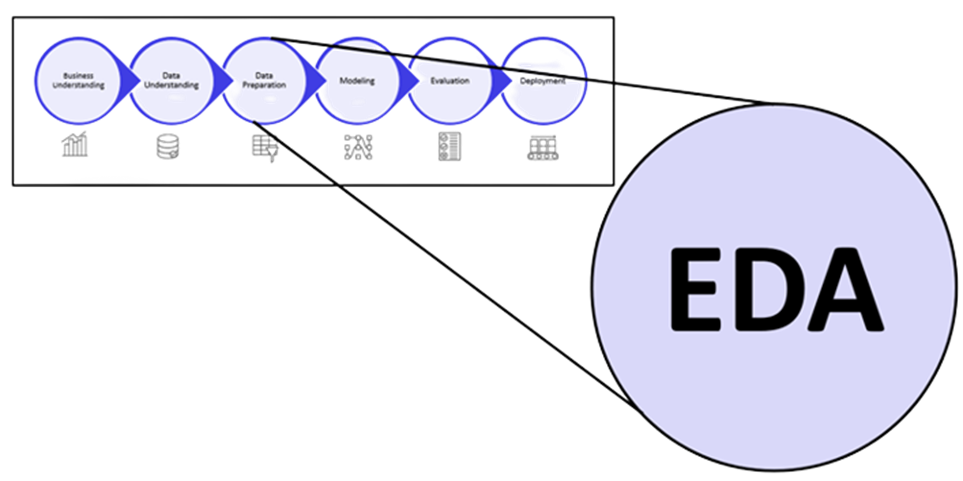 Business
Understanding
Data
Understanding
Data
Preparation
Modeling
Evaluation
Deployment
EDA